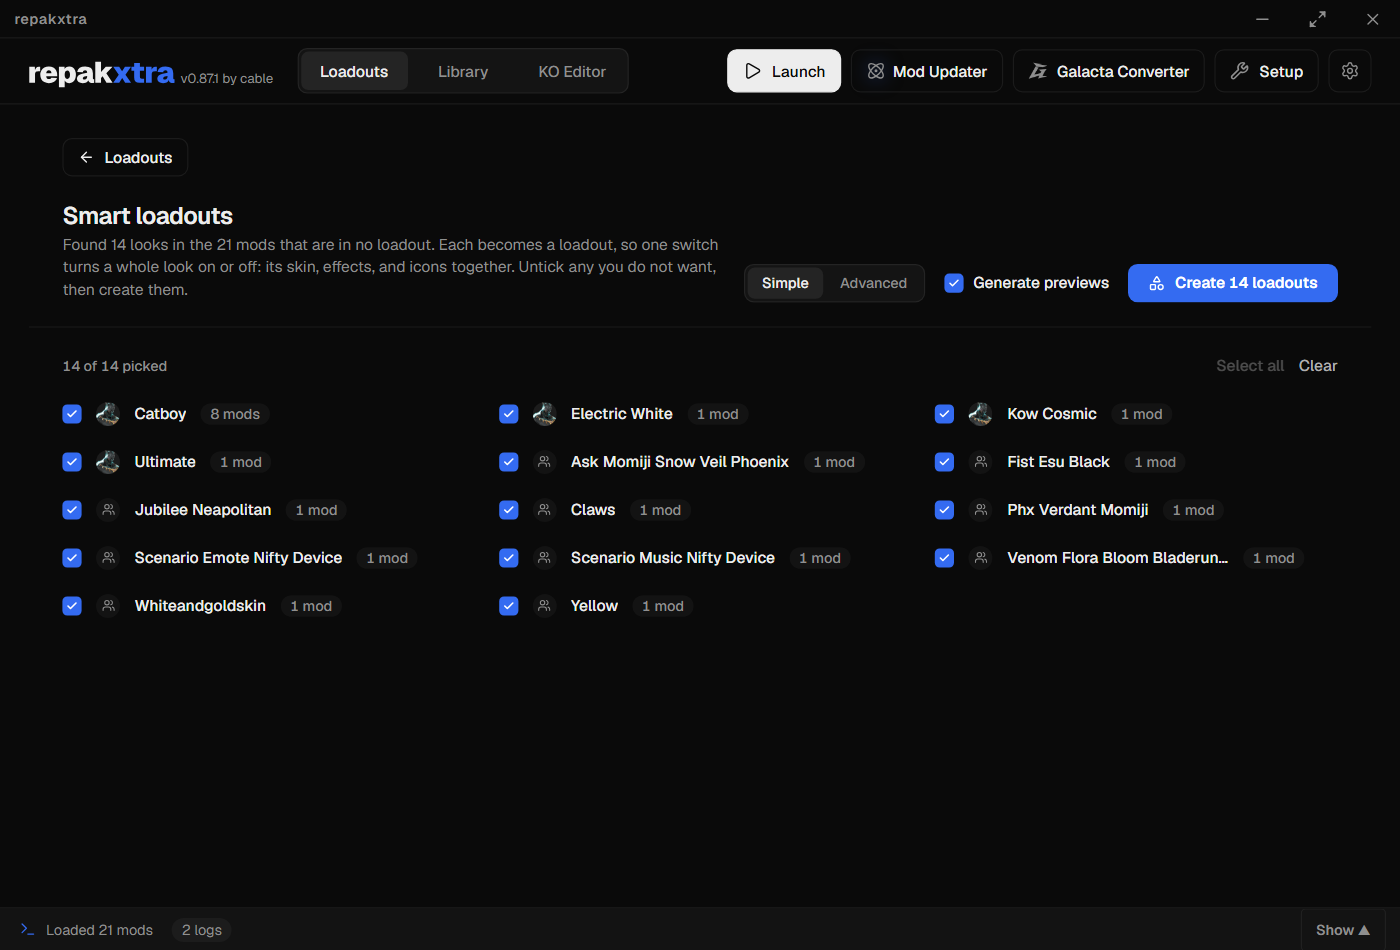 repakxtra
repakxtra v0.87.1 by cable
Loadouts
Library
KO Editor
Launch
Mod Updater
Galacta Converter
Setup
Loadouts
Smart loadouts
Found 14 looks in the 21 mods that are in no loadout. Each becomes a loadout, so one switch
turns a whole look on or off: its skin, effects, and icons together. Untick any you do not want,
then create them.
Simple
Advanced
Generate previews
Create 14 loadouts
14 of 14 picked
Select all
Clear
Catboy 8 mods
Electric White 1 mod
Kow Cosmic 1 mod
Ultimate 1 mod
Ask Momiji Snow Veil Phoenix 1 mod
Fist Esu Black 1 mod
Jubilee Neapolitan 1 mod
Claws 1 mod
Phx Verdant Momiji 1 mod
Scenario Emote Nifty Device 1 mod
Scenario Music Nifty Device 1 mod
Venom Flora Bloom Bladerun... 1 mod
Whiteandgoldskin 1 mod
Yellow 1 mod
Loaded 21 mods
2 logs
Show